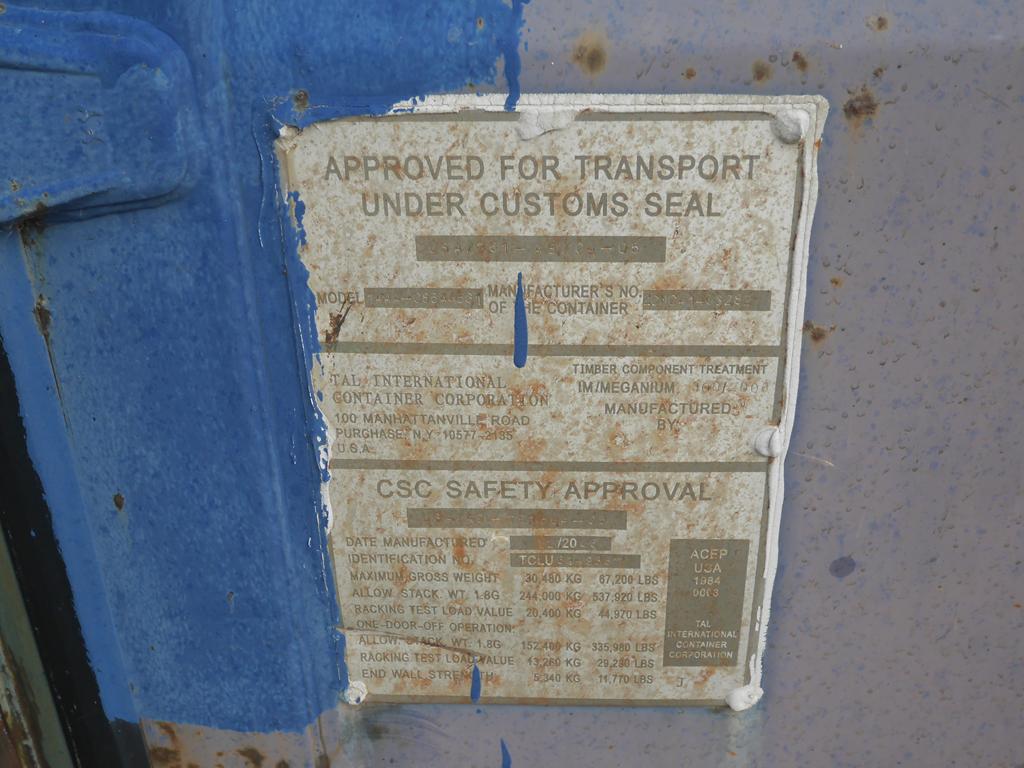 APPROVED FOR TRANSPORT
UNDER CUSTOMS SEAL
MODEL
MANUFACTURER'S NO.
OF THE CONTAINER
TAL INTERNATIONAL
CONTAINER CORPORATION
100 MANHATTANVILLE ROAD
PURCHASE, N.Y 10577-2135
U.S.A.
TIMBER COMPONENT TREATMENT
IM/MEGANIUM
MANUFACTURED
BY:
CSC SAFETY APPROVAL
DATE MANUFACTURED
IDENTIFICATION NO. TCLU
MAXIMUM GROSS WEIGHT 30,480 KG 67,200 LBS
ALLOW. STACK. WT. 1.8G 244,000 KG 537,920 LBS
RACKING TEST LOAD VALUE 20,400 KG 44,970 LBS
ONE-DOOR-OFF OPERATION:
ALLOW. STACK. WT. 1.8G 152,400 KG 335,980 LBS
RACKING TEST LOAD VALUE 13,260 KG 29,230 LBS
END WALL STRENGTH 5,340 KG 11,770 LBS
ACEP
USA
1984
0003
TAL
INTERNATIONAL
CONTAINER
CORPORATION